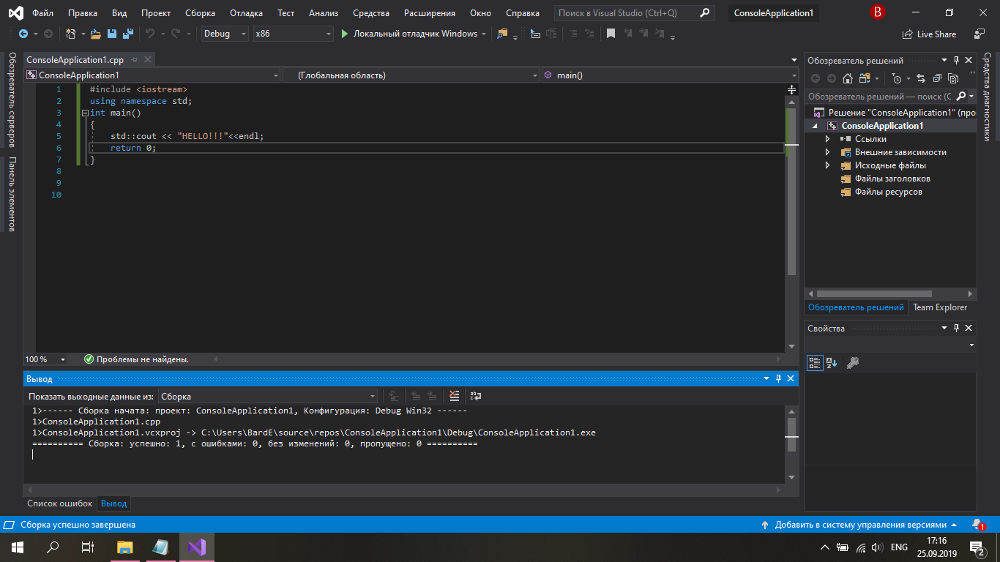 Файл Правка Вид Проект Сборка Отладка Тест Анализ Средства Расширения Окно Справка Поиск в Visual Studio (Ctrl+Q) ConsoleApplication1 B
Debug x86 Локальный отладчик Windows Live Share
Обозреватель серверов
Панель элементов
ConsoleApplication1.cpp
ConsoleApplication1 (Глобальная область) main()
1 #include <iostream>
2 using namespace std;
3 int main()
4 {
5 std::cout << "HELLO!!!"<<endl;
6 return 0;
7 }
8
9
10
100 % Проблемы не найдены.
Вывод
Показать выходные данные из: Сборка
1>------ Сборка начата: проект: ConsoleApplication1, Конфигурация: Debug Win32 ------
1>ConsoleApplication1.cpp
1>ConsoleApplication1.vcxproj -> C:\Users\BardE\source\repos\ConsoleApplication1\Debug\ConsoleApplication1.exe
========== Сборка: успешно: 1, с ошибками: 0, без изменений: 0, пропущено: 0 ==========
Список ошибок Вывод
Обозреватель решений
Обозреватель решений — поиск (C
Решение "ConsoleApplication1" (про
ConsoleApplication1
Ссылки
Внешние зависимости
Исходные файлы
Файлы заголовков
Файлы ресурсов
Обозреватель решений Team Explorer
Свойства
Средства диагностики
Сборка успешно завершена Добавить в систему управления версиями 1
ENG 17:16
25.09.2019 2